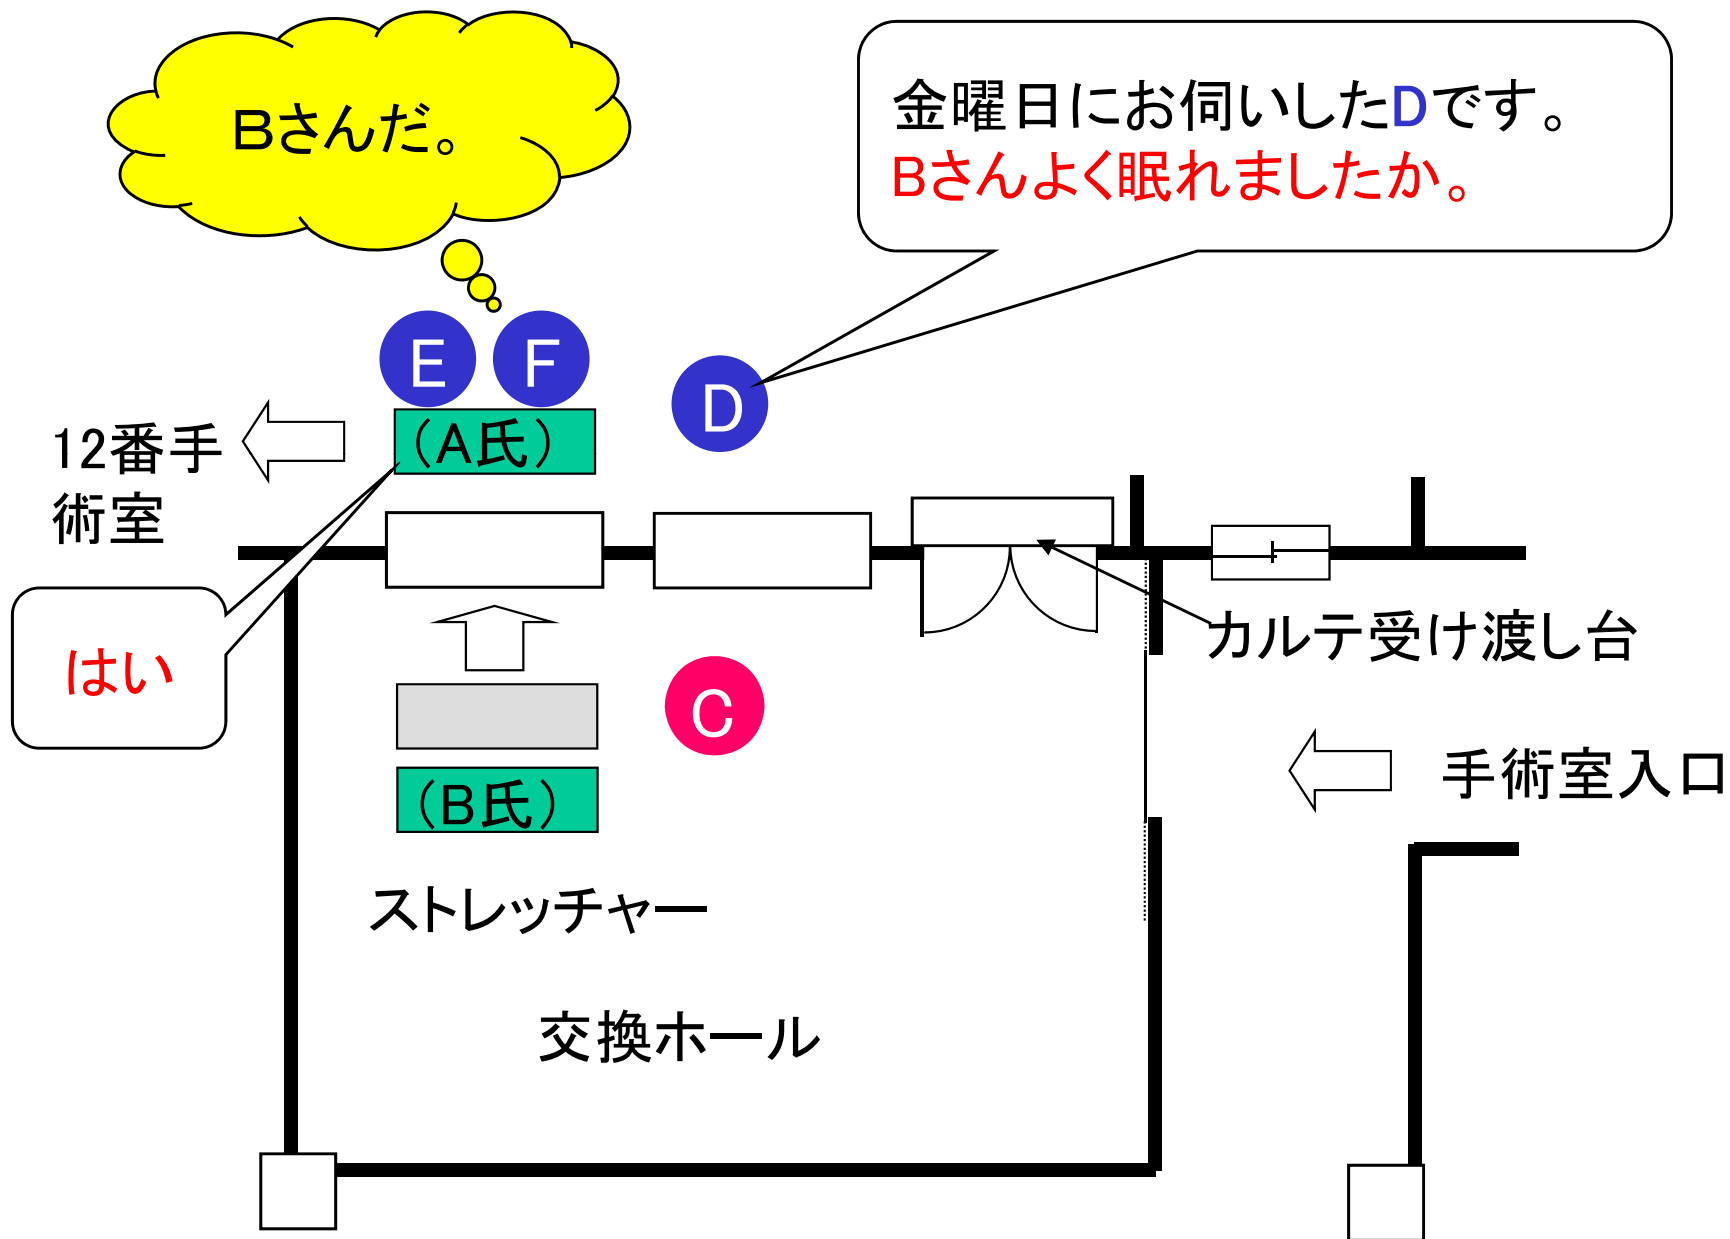 Bさんだ。
金曜日にお伺いしたDです。
Bさんよく眠れましたか。
E
F
D
(A氏)
12番手
術室
はい
カルテ受け渡し台
C
(B氏)
手術室入口
ストレッチャー
交換ホール